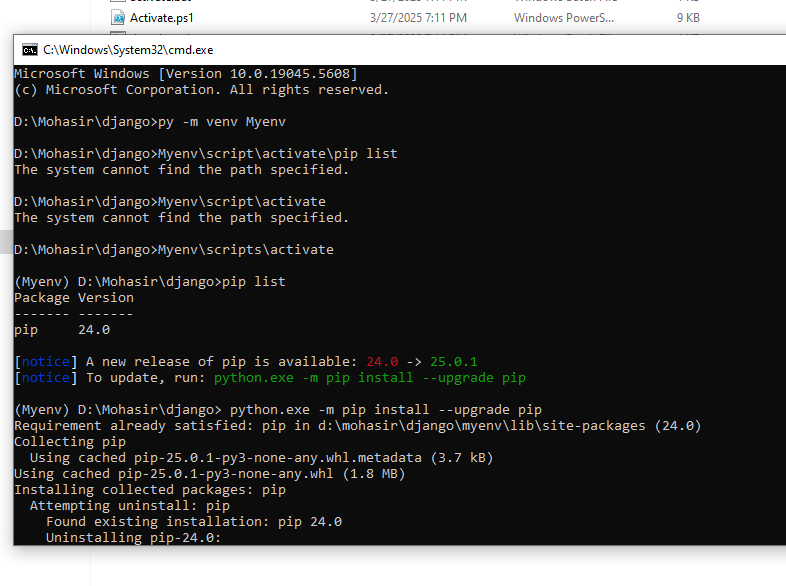 Activate.ps1 3/27/2025 7:11 PM Windows PowerS... 9 KB
C:\Windows\System32\cmd.exe
Microsoft Windows [Version 10.0.19045.5608]
(c) Microsoft Corporation. All rights reserved.
D:\Mohasir\django>py -m venv Myenv
D:\Mohasir\django>Myenv\script\activate\pip list
The system cannot find the path specified.
D:\Mohasir\django>Myenv\script\activate
The system cannot find the path specified.
D:\Mohasir\django>Myenv\scripts\activate
(Myenv) D:\Mohasir\django>pip list
Package Version
------- -------
pip     24.0
[notice] A new release of pip is available: 24.0 -> 25.0.1
[notice] To update, run: python.exe -m pip install --upgrade pip
(Myenv) D:\Mohasir\django> python.exe -m pip install --upgrade pip
Requirement already satisfied: pip in d:\mohasir\django\myenv\lib\site-packages (24.0)
Collecting pip
  Using cached pip-25.0.1-py3-none-any.whl.metadata (3.7 kB)
Using cached pip-25.0.1-py3-none-any.whl (1.8 MB)
Installing collected packages: pip
  Attempting uninstall: pip
    Found existing installation: pip 24.0
    Uninstalling pip-24.0: